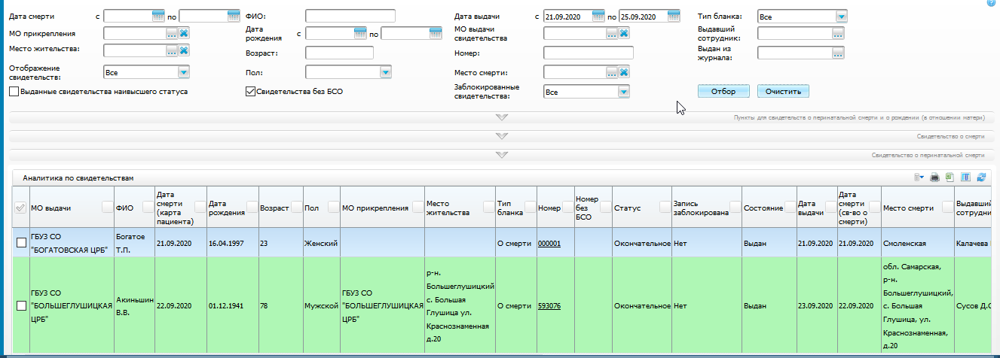 Дата смерти с по ФИО: Дата выдачи с 21.09.2020 по 25.09.2020 Тип бланка: Все
МО прикрепления ... Дата рождения с по МО выдачи свидетельства ... Выдавший сотрудник: ...
Место жительства: ... Возраст: Номер: Выдан из журнала: ...
Отображение свидетельств: Все Пол: Место смерти: ...
Выданные свидетельства наивысшего статуса Свидетельства без БСО Заблокированные свидетельства: Все Отбор Очистить
Пункты для свидетельств о перинатальной смерти и о рождении (в отношении матери)
Свидетельство о смерти
Свидетельство о перинатальной смерти
Аналитика по свидетельствам
МО выдачи ФИО Дата смерти (карта пациента) Дата рождения Возраст Пол МО прикрепления Место жительства Тип бланка Номер Номер без БСО Статус Запись заблокирована Состояние Дата выдачи Дата смерти (св-во о смерти) Место смерти Выдавший
ГБУЗ СО "БОГАТОВСКАЯ ЦРБ" Богатое Т.П. 21.09.2020 16.04.1997 23 Женский О смерти 000001 Окончательное Нет Выдан 21.09.2020 21.09.2020 Смоленская Калачева
ГБУЗ СО "БОЛЬШЕГЛУШИЦКАЯ ЦРБ" Акиньшин В.В. 22.09.2020 01.12.1941 78 Мужской ГБУЗ СО "БОЛЬШЕГЛУШИЦКАЯ ЦРБ" р-н. Большеглушицкий с. Большая Глушица ул. Краснознаменная д.20 О смерти 593076 Окончательное Нет Выдан 23.09.2020 22.09.2020 обл. Самарская, р-н. Большеглушицкий, с. Большая Глушица, ул. Краснознаменная, д.20 Сусов